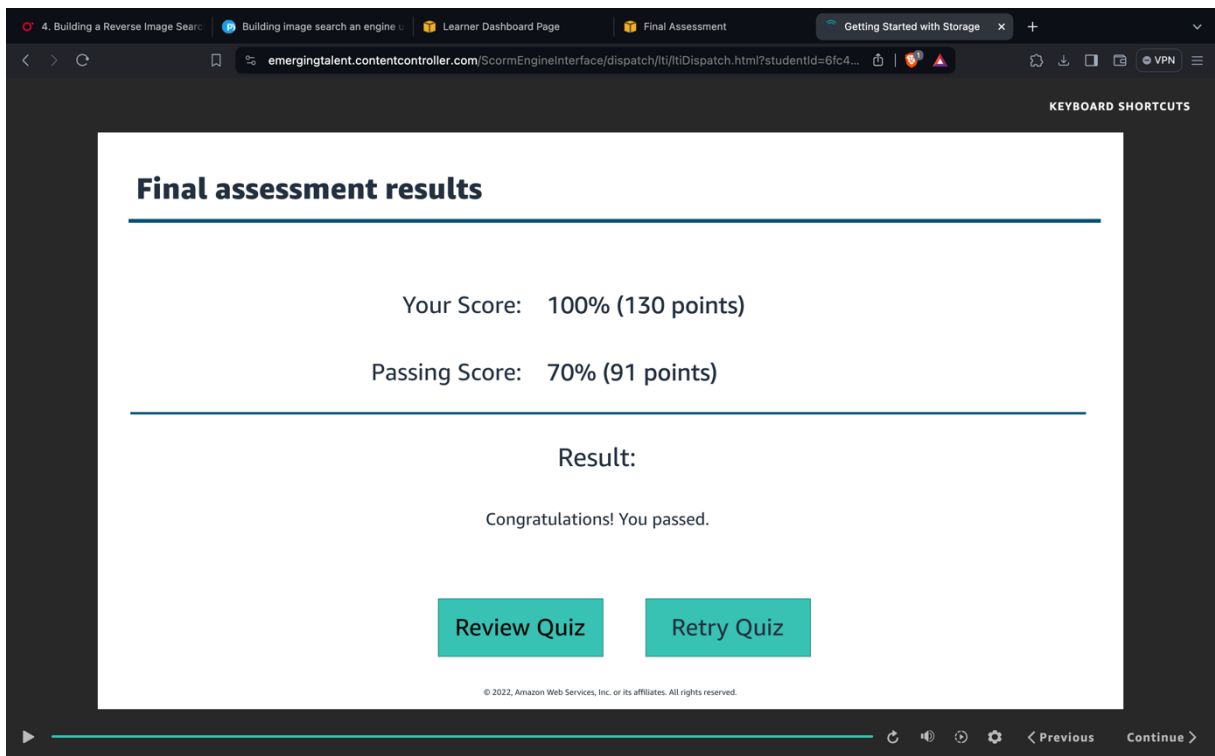 4. Building a Reverse Image Searc
Building image search an engine u
Learner Dashboard Page
Final Assessment
Getting Started with Storage
emergingtalent.contentcontroller.com/ScormEngineInterface/dispatch/lti/ltiDispatch.html?studentId=6fc4...
1
VPN
KEYBOARD SHORTCUTS
Final assessment results
Your Score: 100% (130 points)
Passing Score: 70% (91 points)
Result:
Congratulations! You passed.
Review Quiz
Retry Quiz
© 2022, Amazon Web Services, Inc. or its affiliates. All rights reserved.
Previous
Continue